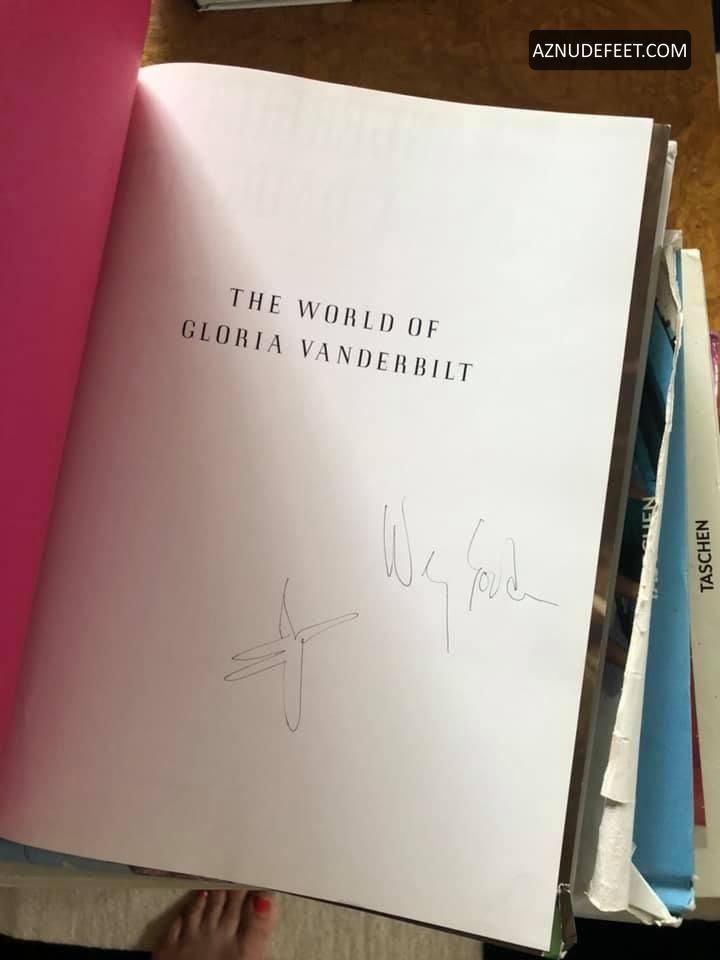 AZNUDEFEET.COM
THE WORLD OF
GLORIA VANDERBILT
TASCHEN